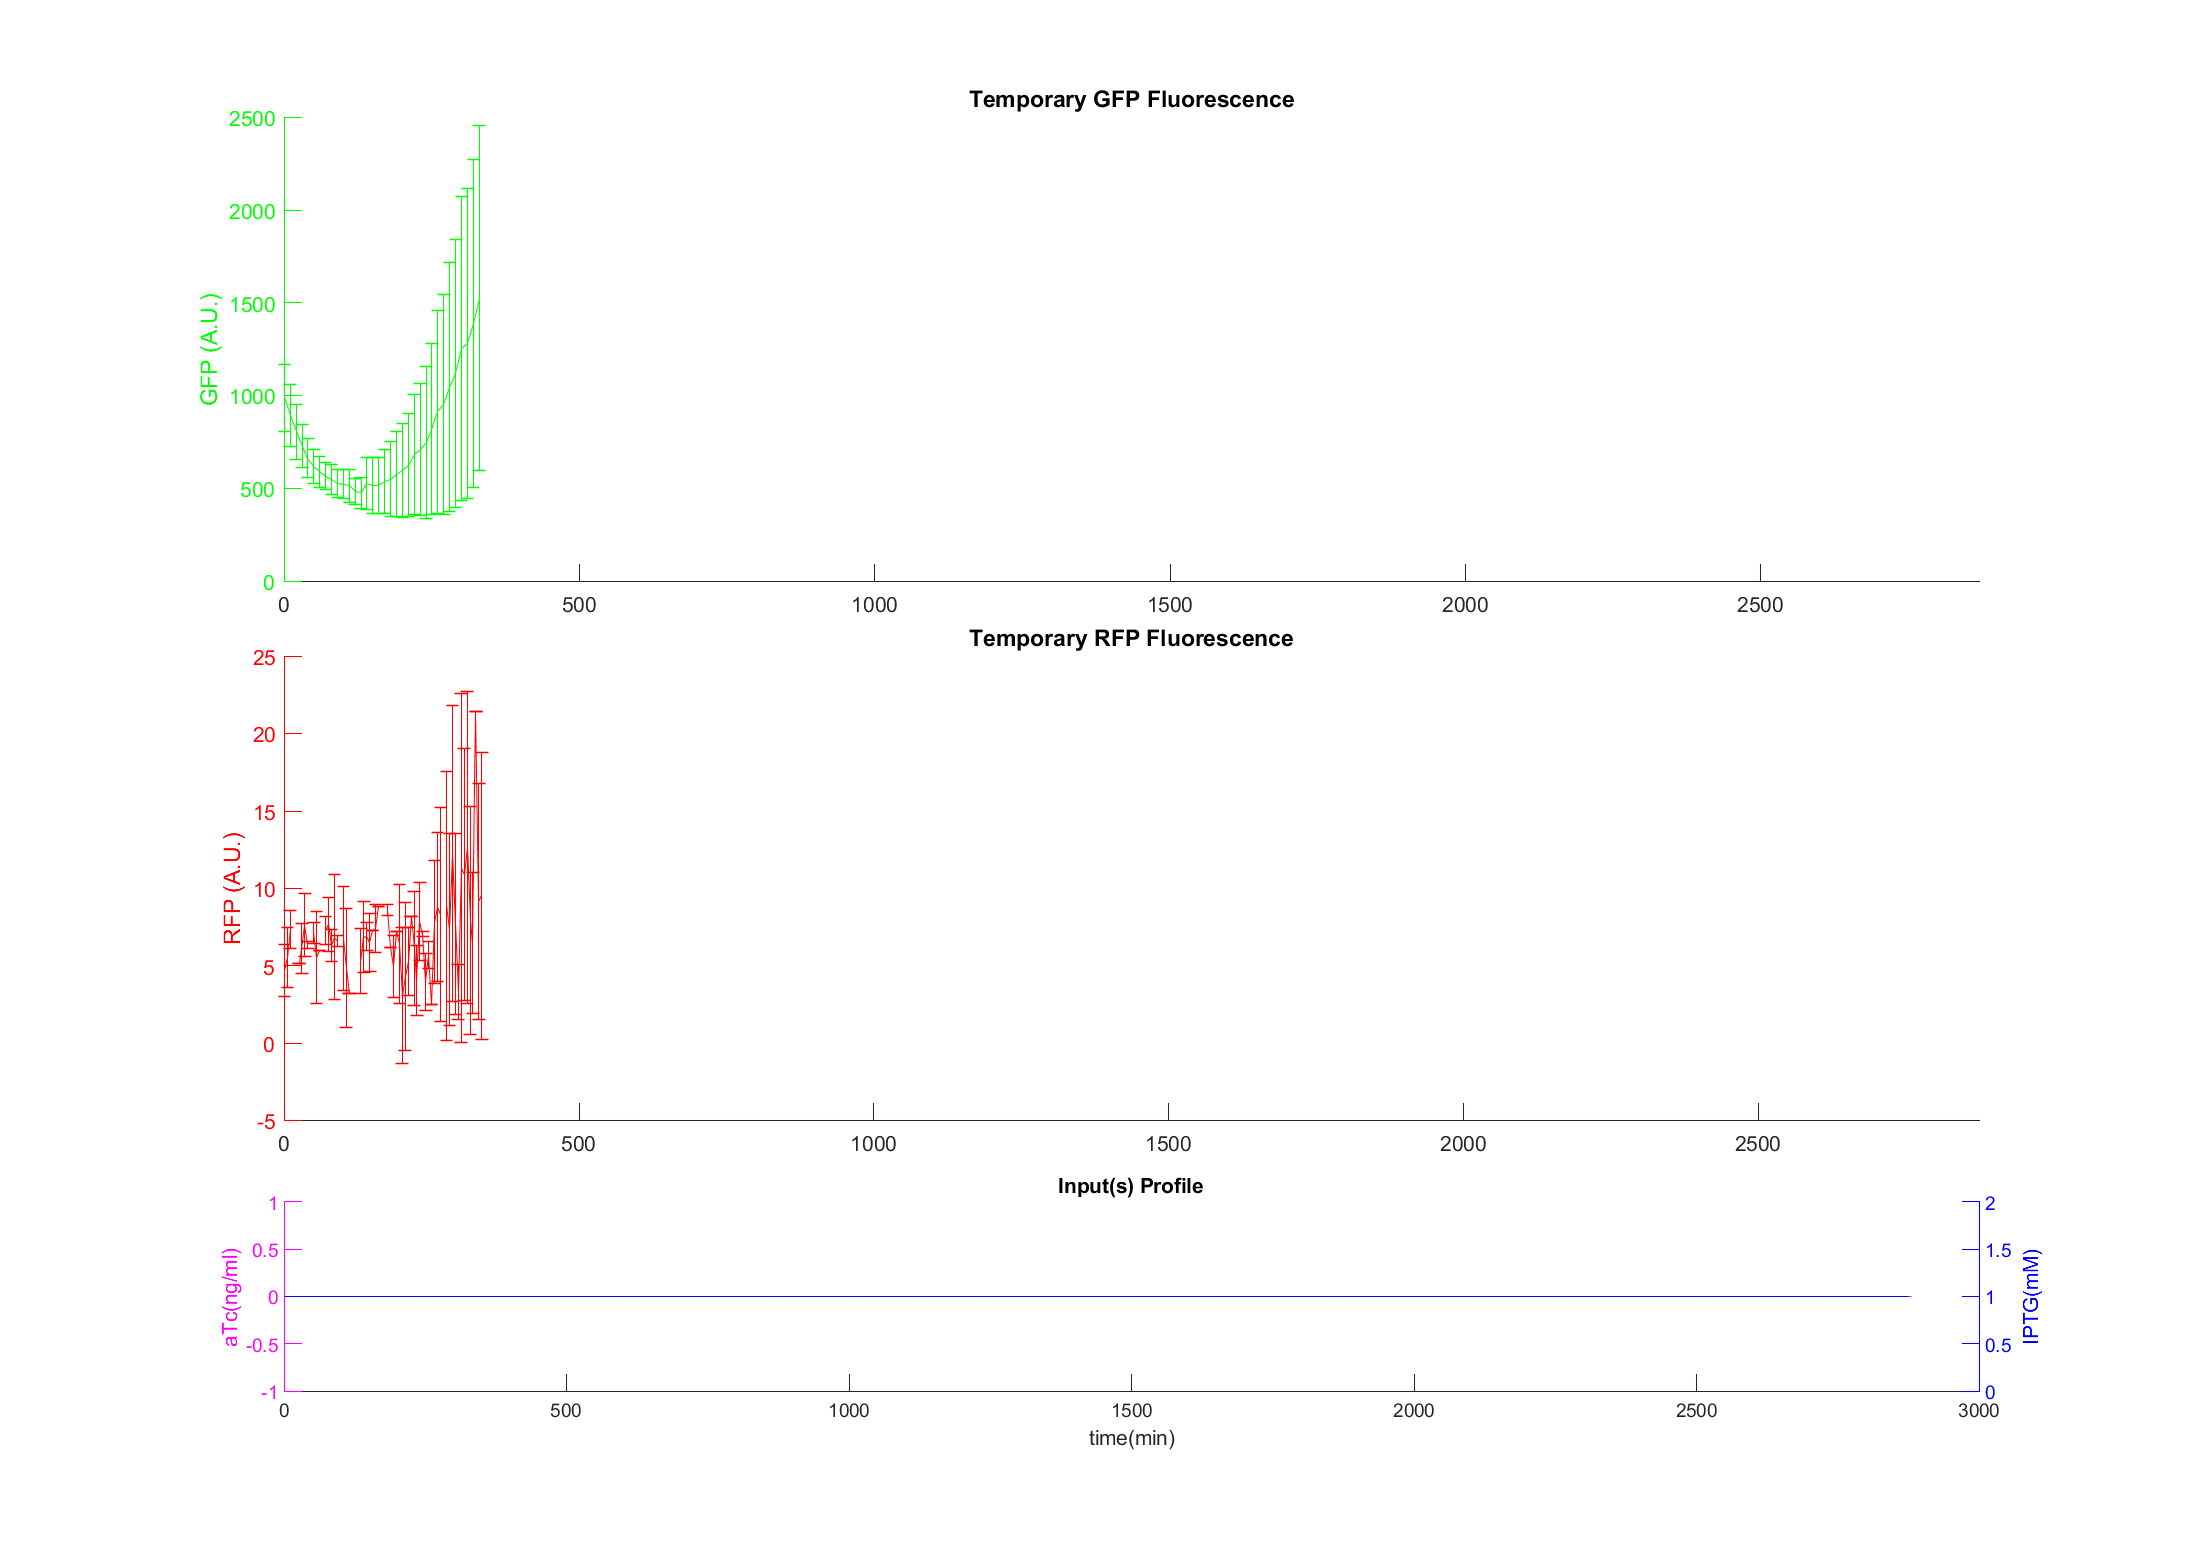 Temporary GFP Fluorescence
2500
2000
1500
1000
500
0
GFP (A.U.)
0 500 1000 1500 2000 2500
Temporary RFP Fluorescence
25
20
15
10
5
0
-5
RFP (A.U.)
0 500 1000 1500 2000 2500
Input(s) Profile
1
0.5
0
-0.5
-1
aTc(ng/ml)
2
1.5
1
0.5
0
IPTG(mM)
0 500 1000 1500 2000 2500 3000
time(min)